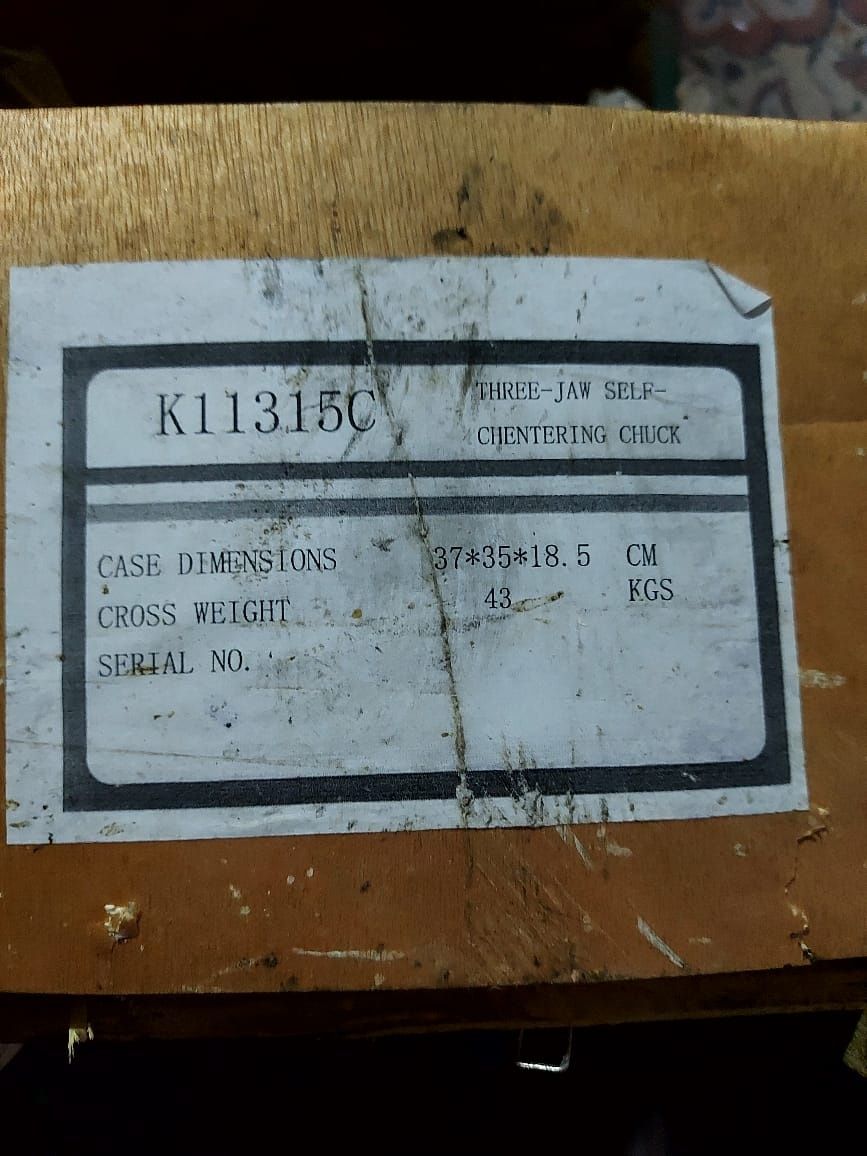 K11315C
THREE-JAW SELF-
CHENTERING CHUCK
CASE DIMENSIONS 37*35*18.5 CM
CROSS WEIGHT 43 KGS
SERIAL NO.